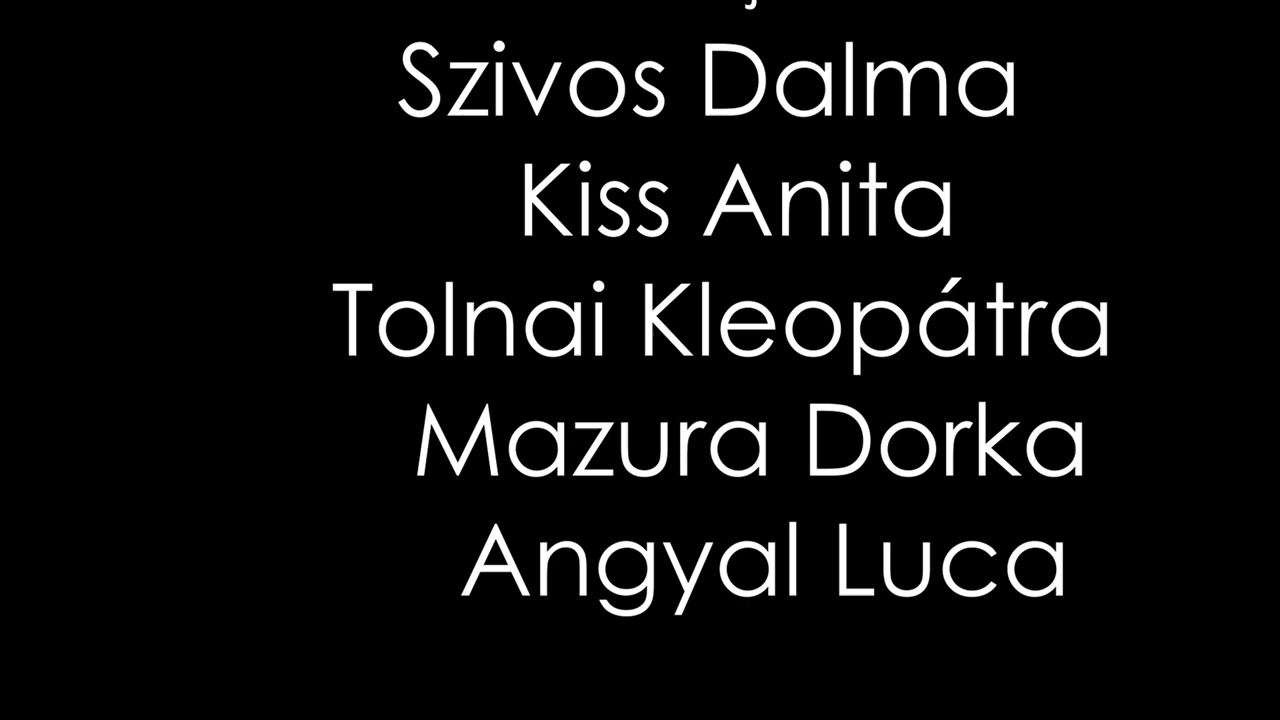 Szivos Dalma
Kiss Anita
Tolnai Kleopátra
Mazura Dorka
Angyal Luca